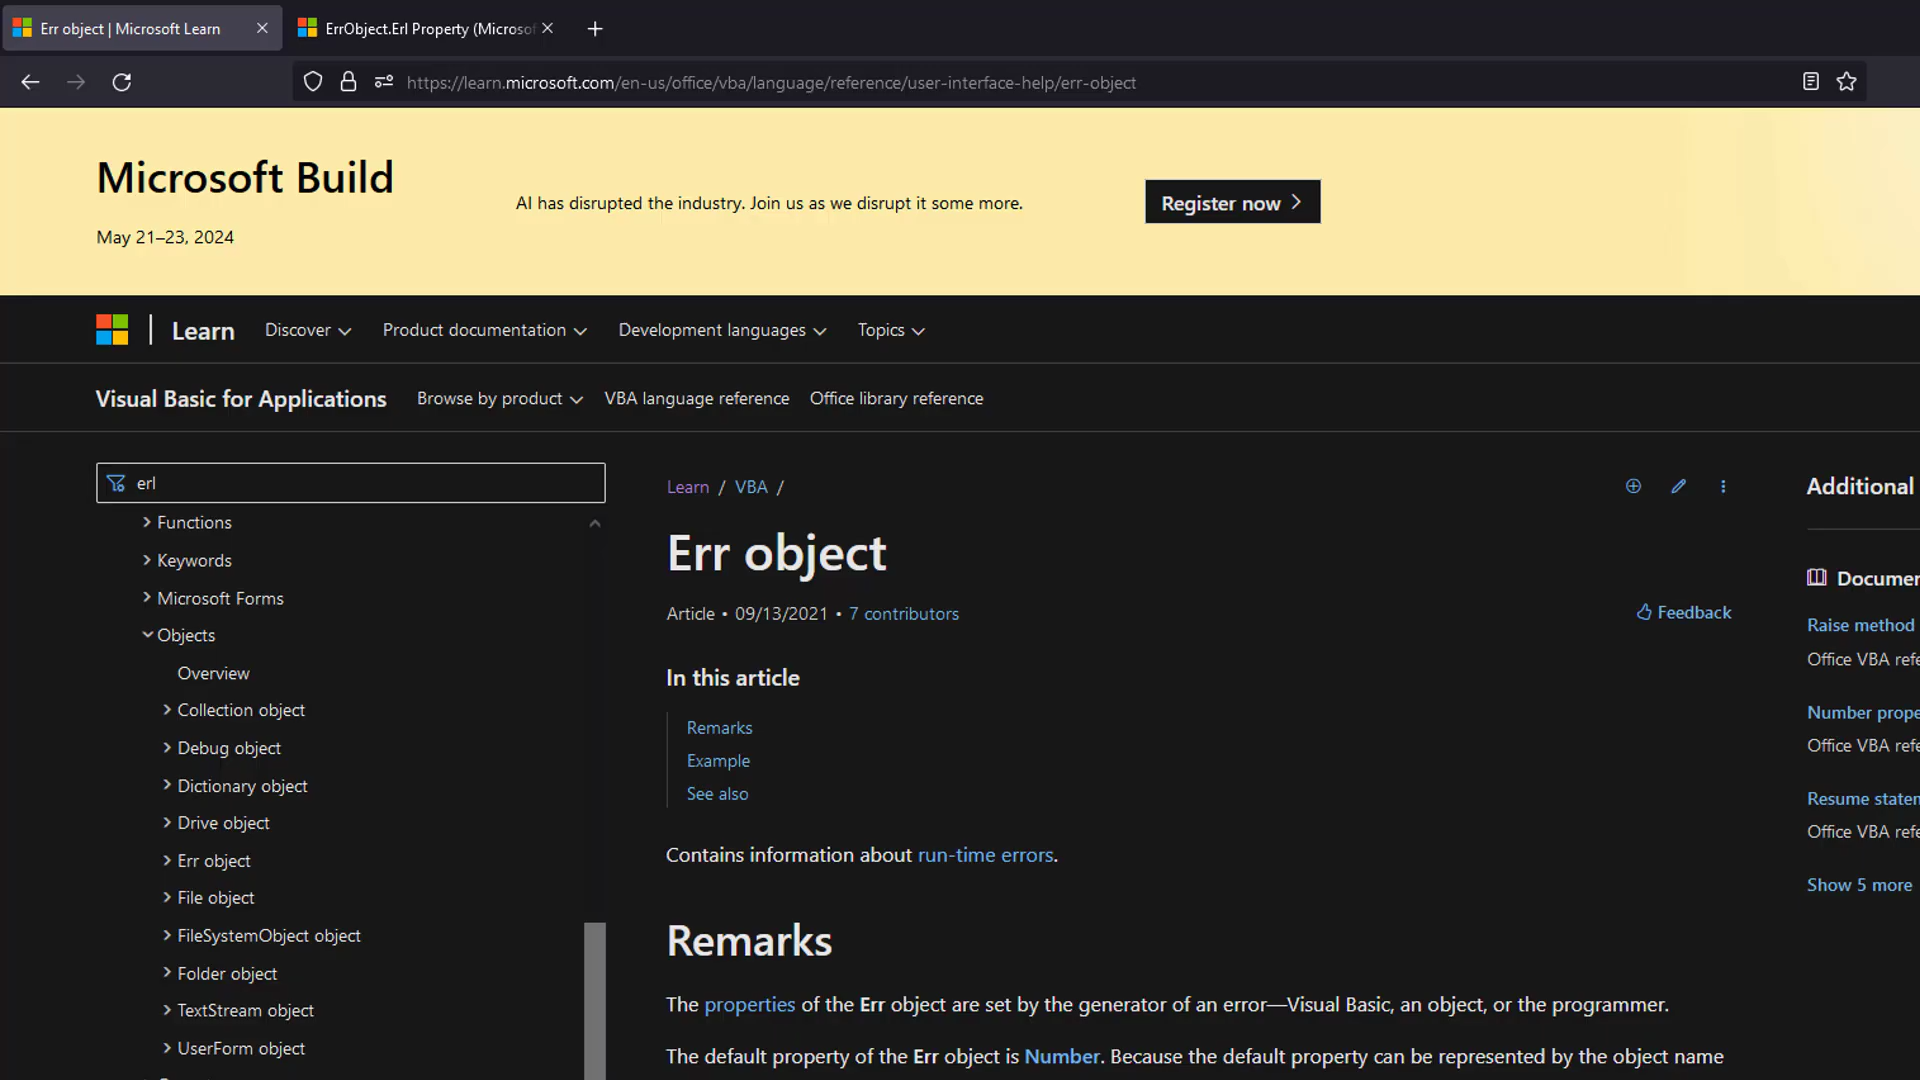 Err object | Microsoft Learn
ErrObject.Erl Property (Microsof
https://learn.microsoft.com/en-us/office/vba/language/reference/user-interface-help/err-object
Microsoft Build
May 21–23, 2024
AI has disrupted the industry. Join us as we disrupt it some more.
Register now
Learn Discover Product documentation Development languages Topics
Visual Basic for Applications Browse by product VBA language reference Office library reference
erl
Functions
Keywords
Microsoft Forms
Objects
Overview
Collection object
Debug object
Dictionary object
Drive object
Err object
File object
FileSystemObject object
Folder object
TextStream object
UserForm object
Learn / VBA /
Err object
Article • 09/13/2021 • 7 contributors
Feedback
In this article
Remarks
Example
See also
Contains information about run-time errors.
Remarks
The properties of the Err object are set by the generator of an error—Visual Basic, an object, or the programmer.
The default property of the Err object is Number. Because the default property can be represented by the object name
Additional
Documen
Raise method
Office VBA refe
Number prope
Office VBA refe
Resume statem
Office VBA refe
Show 5 more